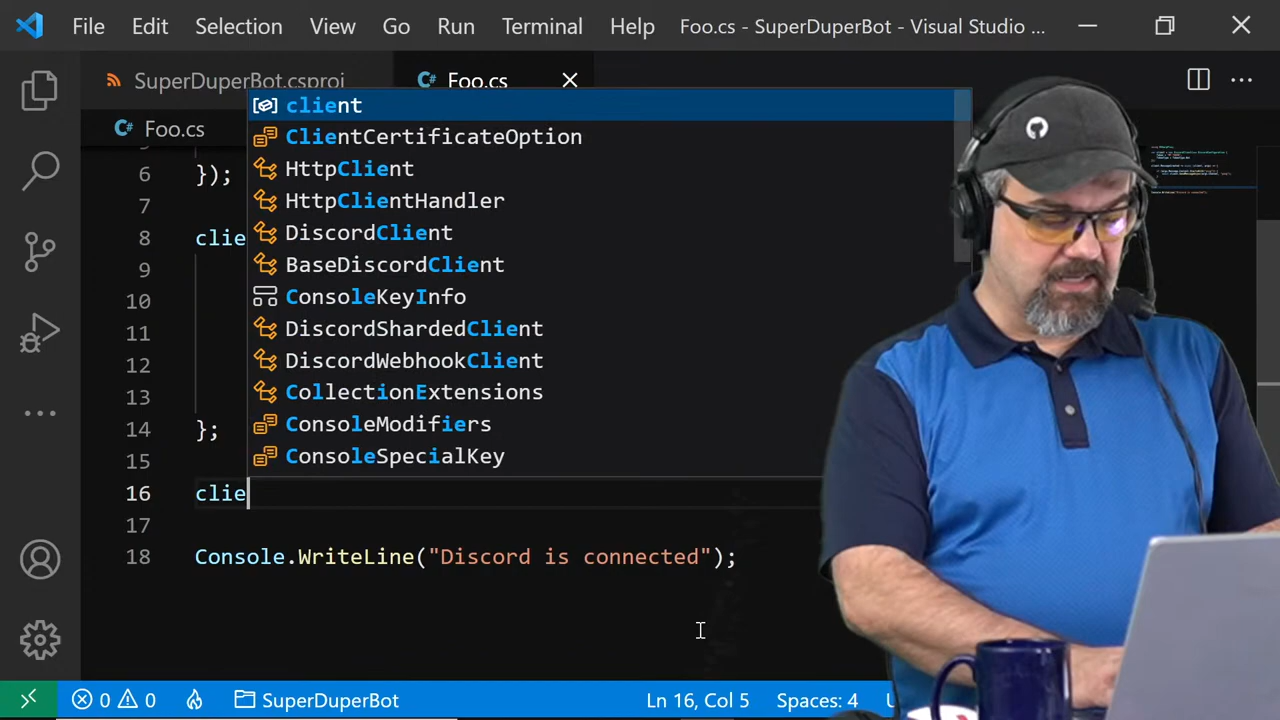 File Edit Selection View Go Run Terminal Help Foo.cs - SuperDuperBot - Visual Studio ...
SuperDuperBot.csproj Foo.cs
Foo.cs
client
ClientCertificateOption
6 }); HttpClient
7 HttpClientHandler
8 clie DiscordClient
9 BaseDiscordClient
10 ConsoleKeyInfo
11 DiscordShardedClient
12 DiscordWebhookClient
13 CollectionExtensions
14 }; ConsoleModifiers
15 ConsoleSpecialKey
16 clie
17
18 Console.WriteLine("Discord is connected");
0 0 SuperDuperBot Ln 16, Col 5 Spaces: 4